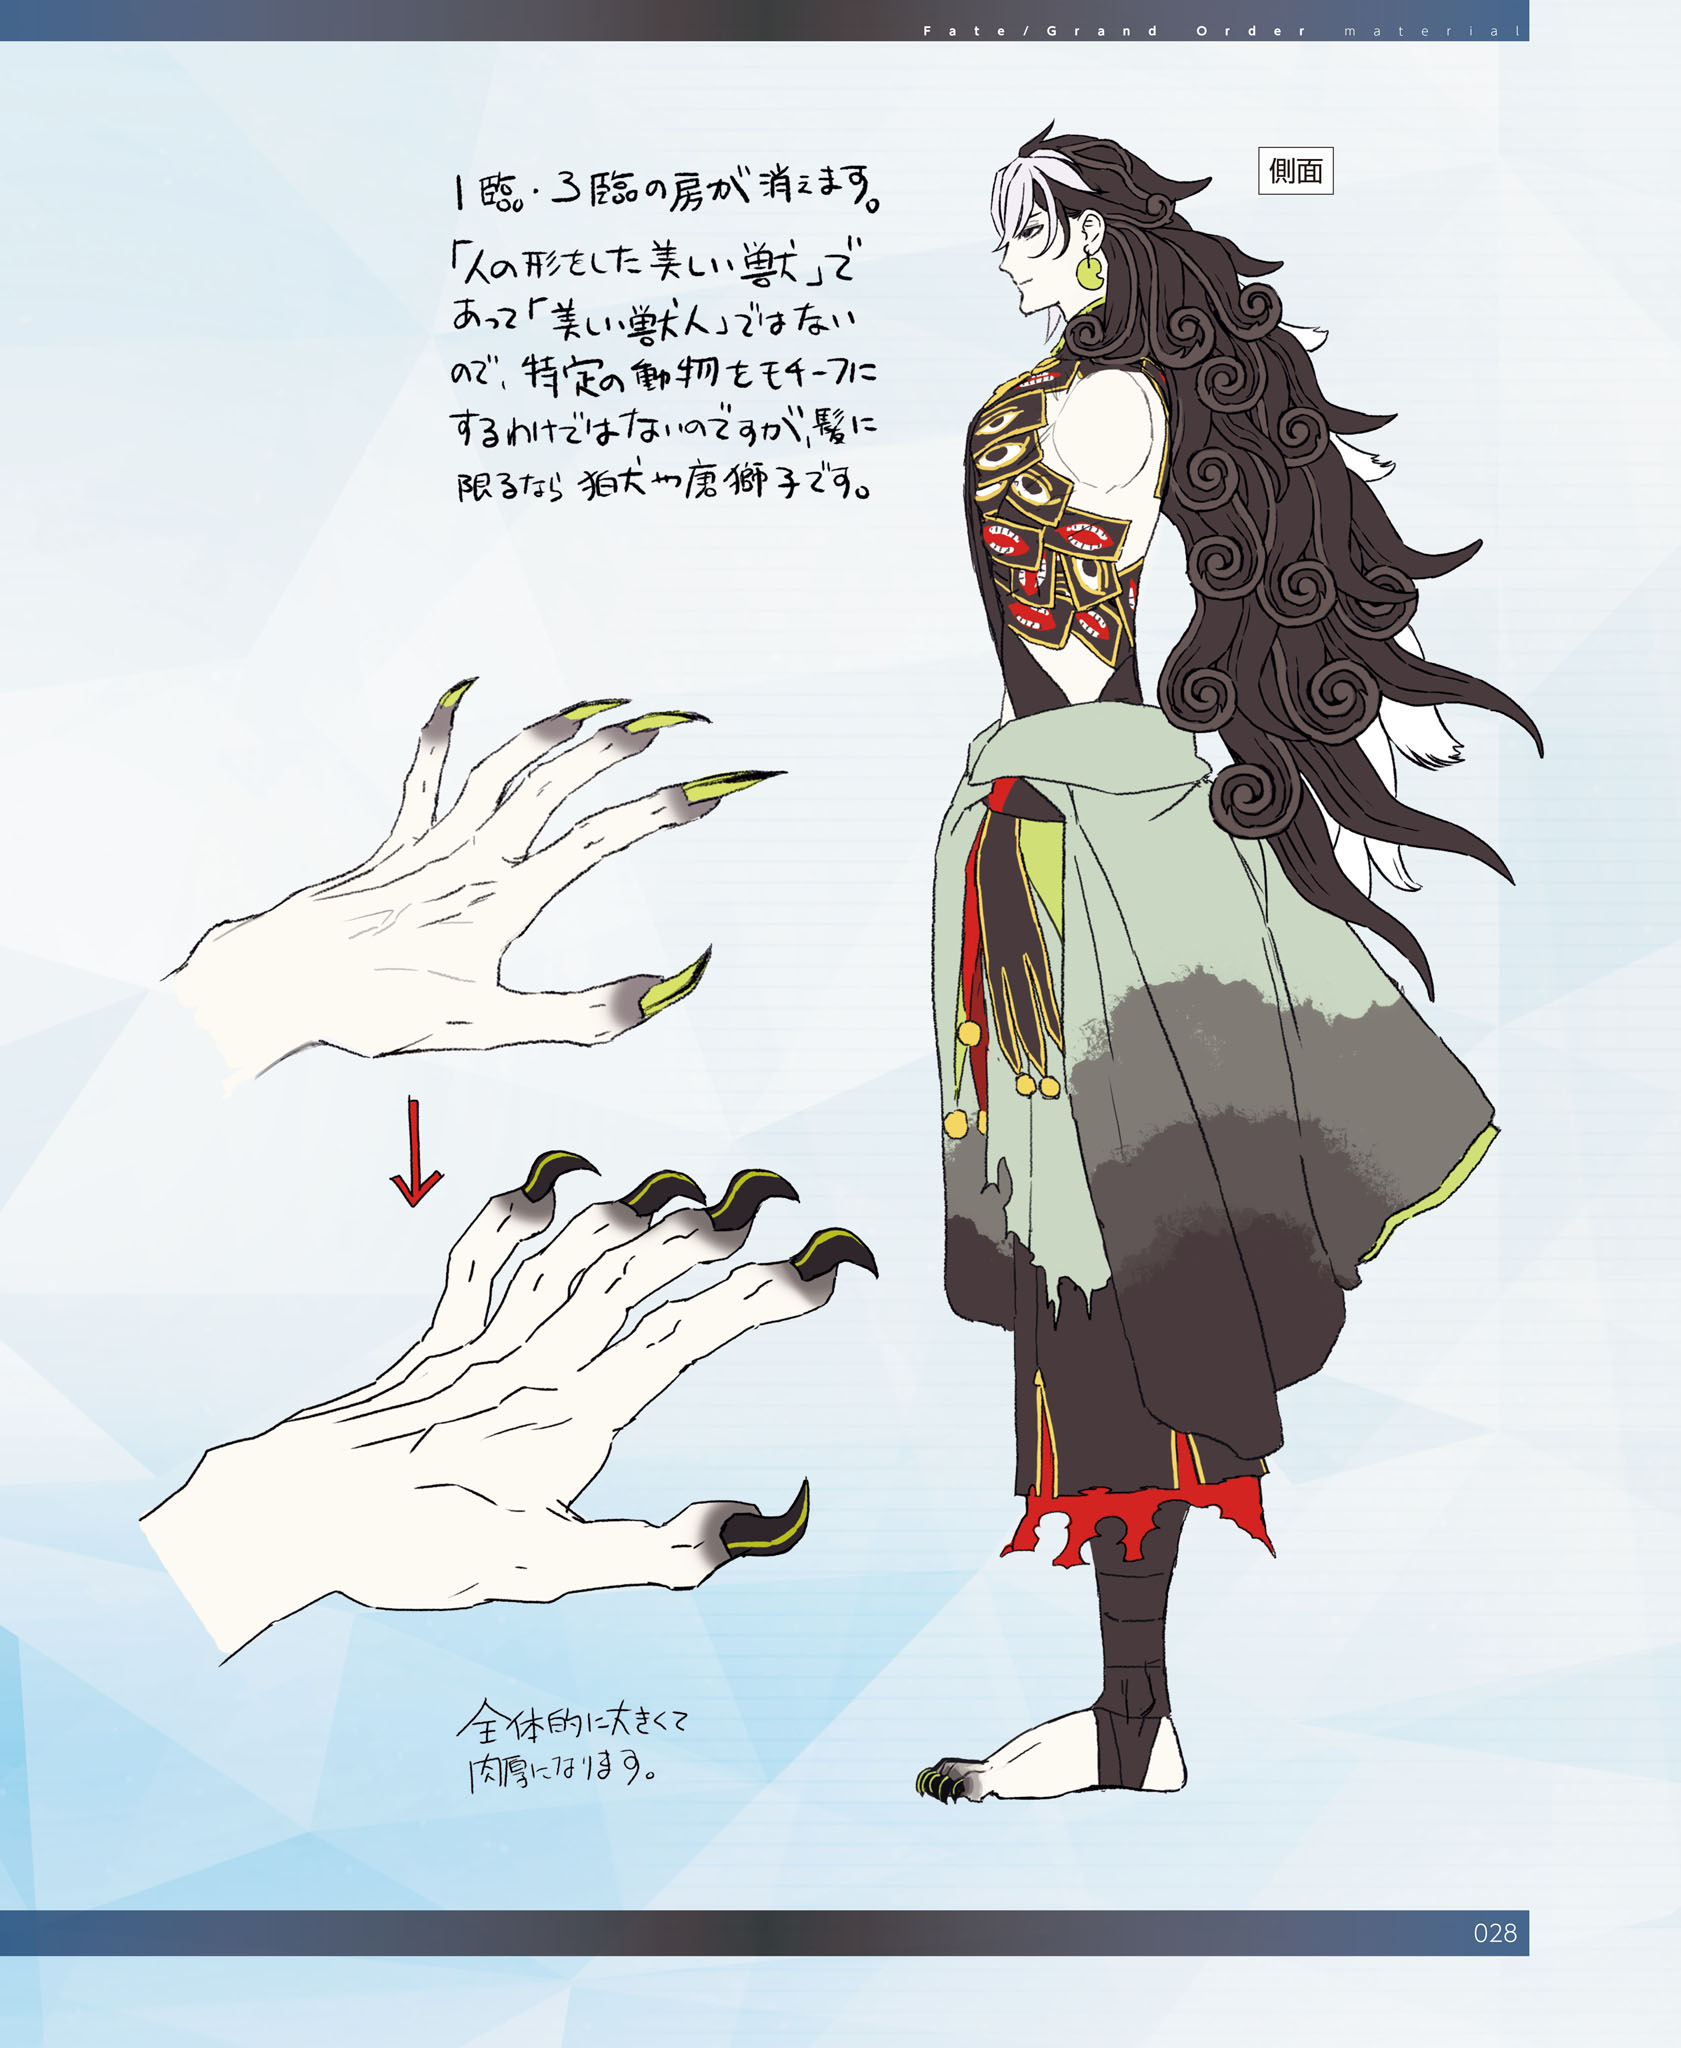 Fate/Grand Order material
側面
1臨・3臨の房が消えます。
「人の形をした美しい獣」で
あって「美しい獣人」ではない
ので、特定の動物をモチーフに
するわけではないのですが、髪に
限るなら狛犬や唐獅子です。
全体的に大きくて
肉厚になります。
028